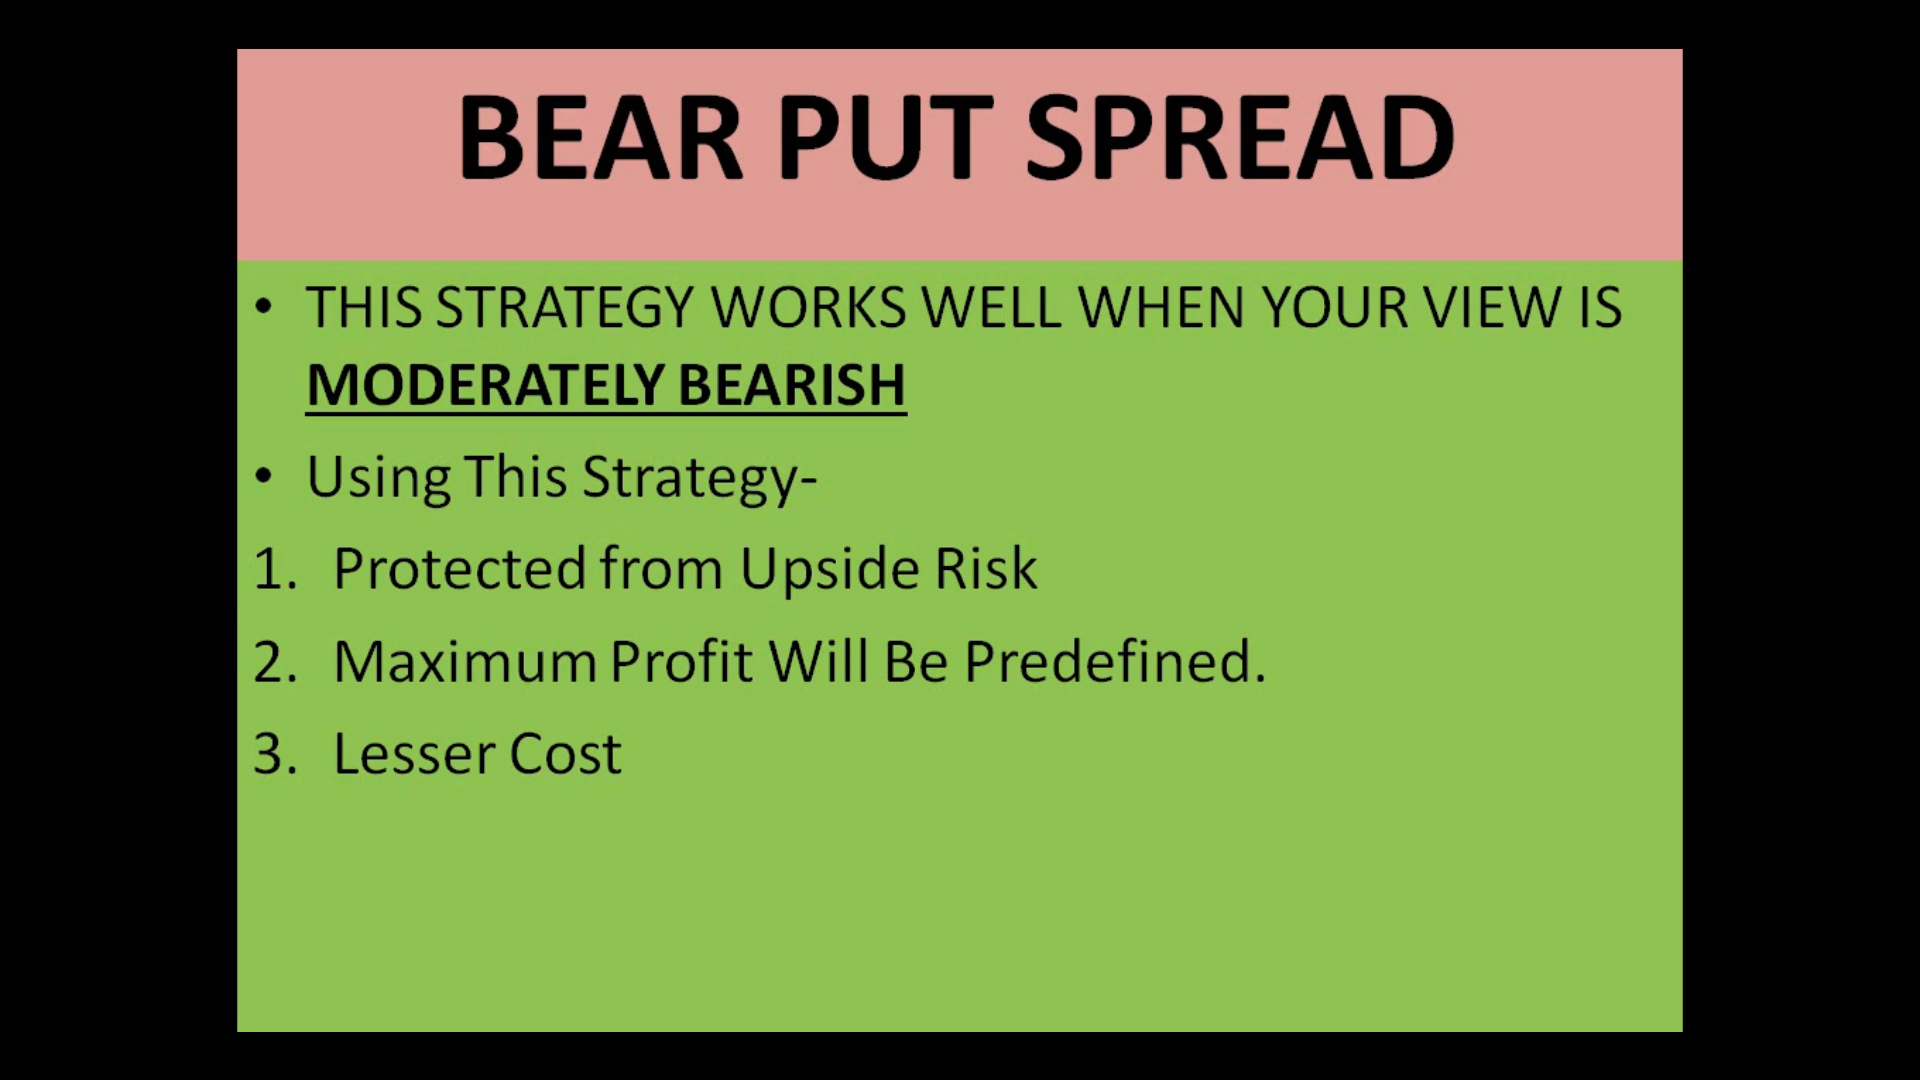 BEAR PUT SPREAD
• THIS STRATEGY WORKS WELL WHEN YOUR VIEW IS
MODERATELY BEARISH
• Using This Strategy-
1. Protected from Upside Risk
2. Maximum Profit Will Be Predefined.
3. Lesser Cost